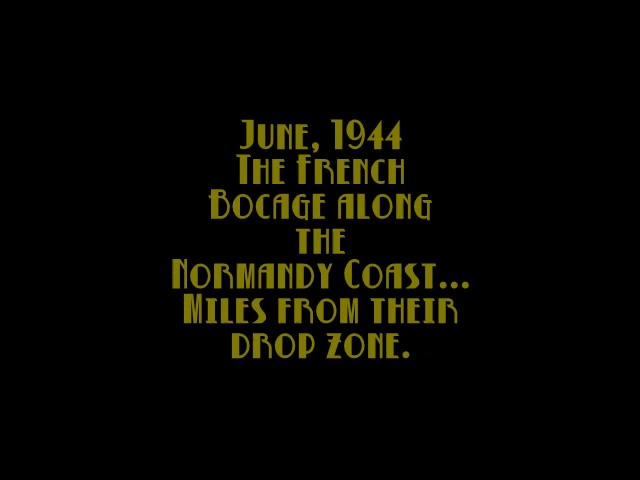 June, 1944
The French
Bocage along
the
Normandy Coast...
Miles from their
drop zone.